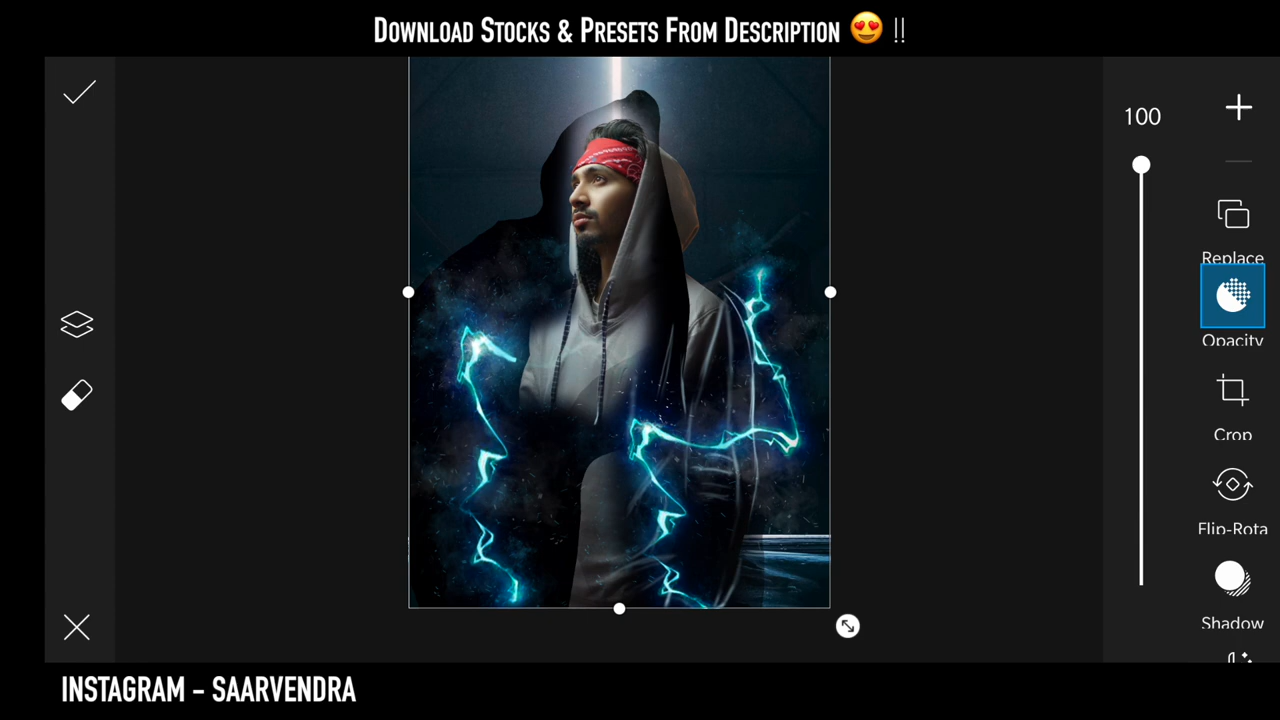 DOWNLOAD STOCKS & PRESETS FROM DESCRIPTION 😍 !!
100
Replace
Opacity
Crop
Flip-Rota
Shadow
INSTAGRAM - SAARVENDRA